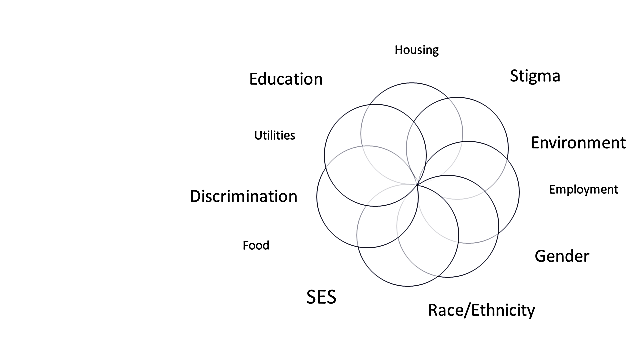 Housing
Education
Stigma
Utilities
Environment
Discrimination
Employment
Food
Gender
SES
Race/Ethnicity